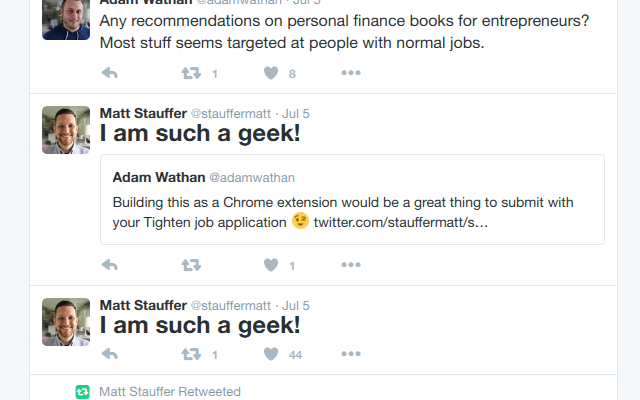 Adam Wathan @adamwathan · Jul 5
Any recommendations on personal finance books for entrepreneurs?
Most stuff seems targeted at people with normal jobs.
1 8
Matt Stauffer @stauffermatt · Jul 5
I am such a geek!
Adam Wathan @adamwathan
Building this as a Chrome extension would be a great thing to submit with
your Tighten job application 😉 twitter.com/stauffermatt/s…
1
Matt Stauffer @stauffermatt · Jul 5
I am such a geek!
1 44
Matt Stauffer Retweeted